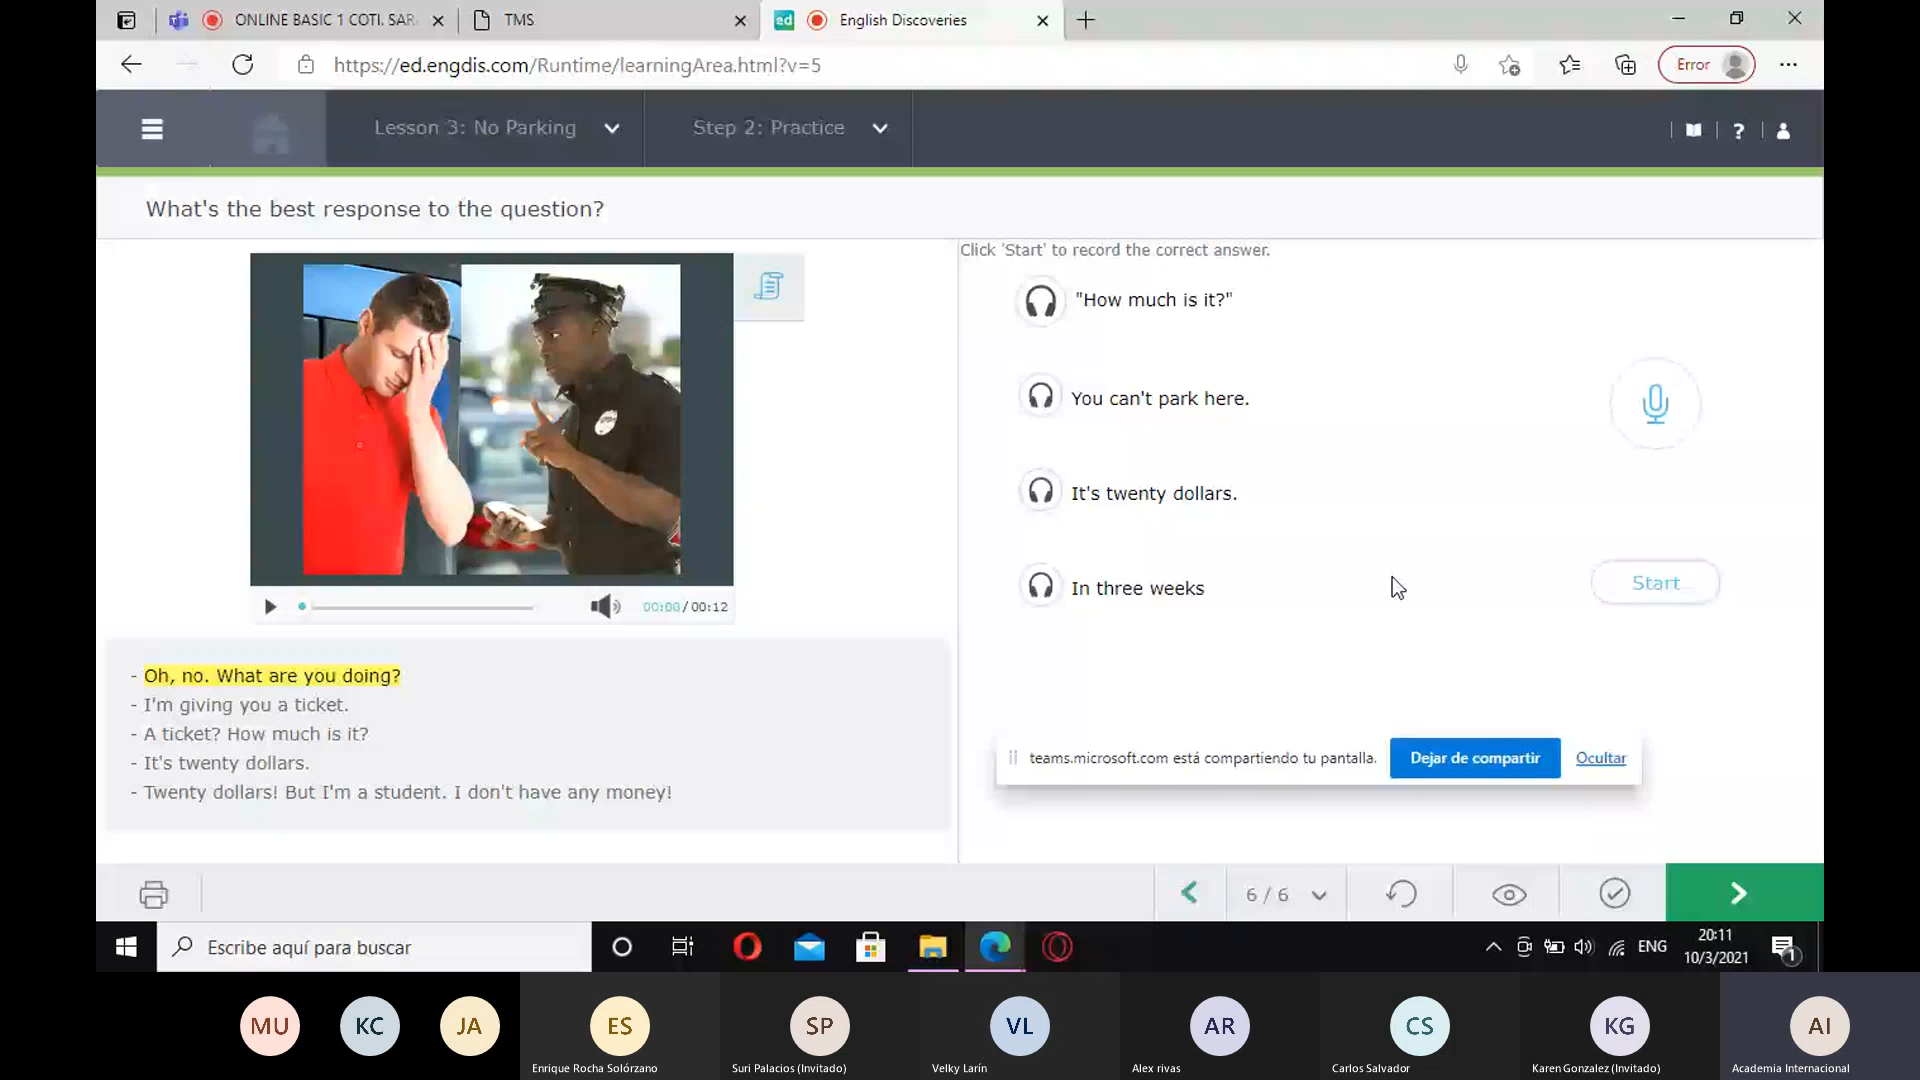 ONLINE BASIC 1 COTI. SAR
TMS
ed English Discoveries
https://ed.engdis.com/Runtime/learningArea.html?v=5
Error
Lesson 3: No Parking
Step 2: Practice
?
What's the best response to the question?
Click 'Start' to record the correct answer.
"How much is it?"
You can't park here.
It's twenty dollars.
In three weeks
Start
00:00 / 00:12
- Oh, no. What are you doing?
- I'm giving you a ticket.
- A ticket? How much is it?
- It's twenty dollars.
- Twenty dollars! But I'm a student. I don't have any money!
teams.microsoft.com está compartiendo tu pantalla.
Dejar de compartir
Ocultar
6 / 6
Escribe aquí para buscar
ENG
20:11
10/3/2021
1
MU
KC
JA
ES
SP
VL
AR
CS
KG
AI
Enrique Rocha Solórzano
Suri Palacios (Invitado)
Velky Larín
Alex rivas
Carlos Salvador
Karen Gonzalez (Invitado)
Academia Internacional